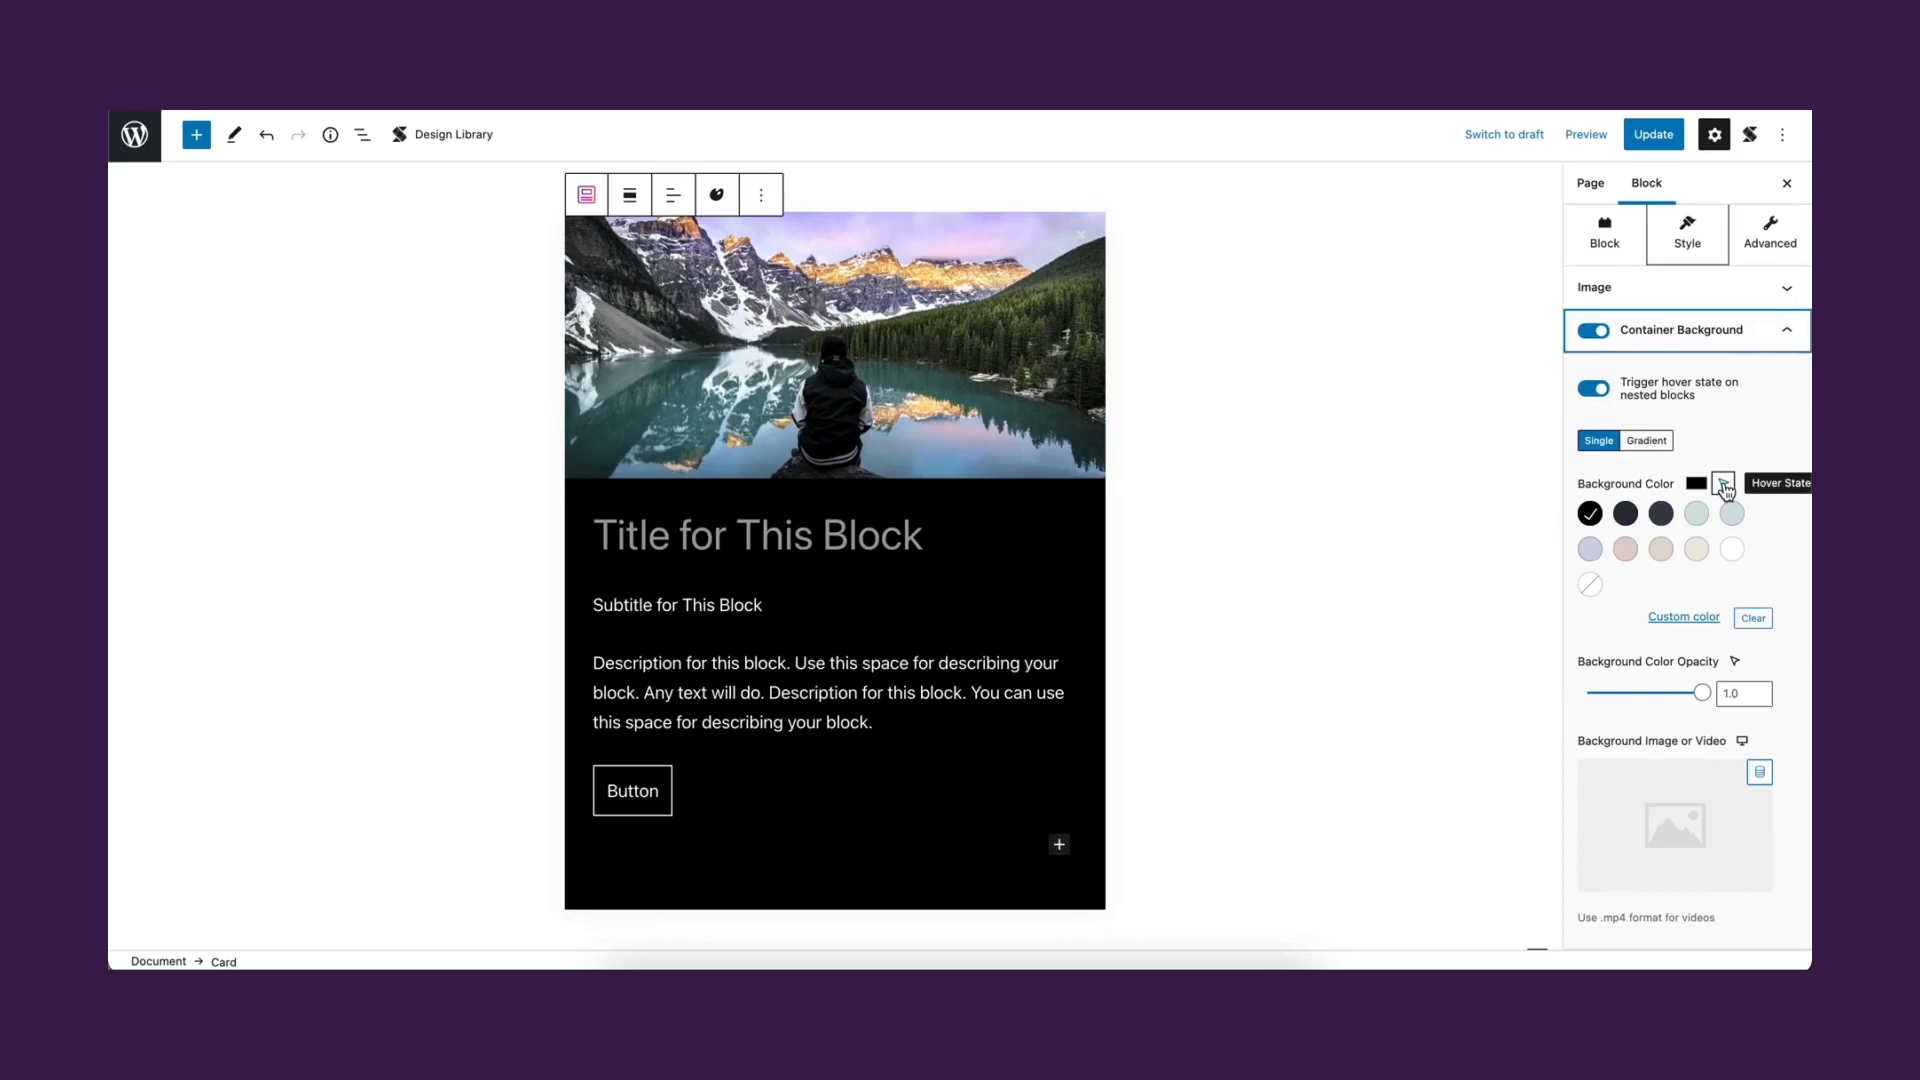 Design Library
Switch to draft
Preview
Update
Page
Block
Block
Style
Advanced
Image
Container Background
Trigger hover state on
nested blocks
Single
Gradient
Background Color
Hover State
Custom color
Clear
Background Color Opacity
1.0
Background Image or Video
Use .mp4 format for videos
Title for This Block
Subtitle for This Block
Description for this block. Use this space for describing your
block. Any text will do. Description for this block. You can use
this space for describing your block.
Button
Document → Card